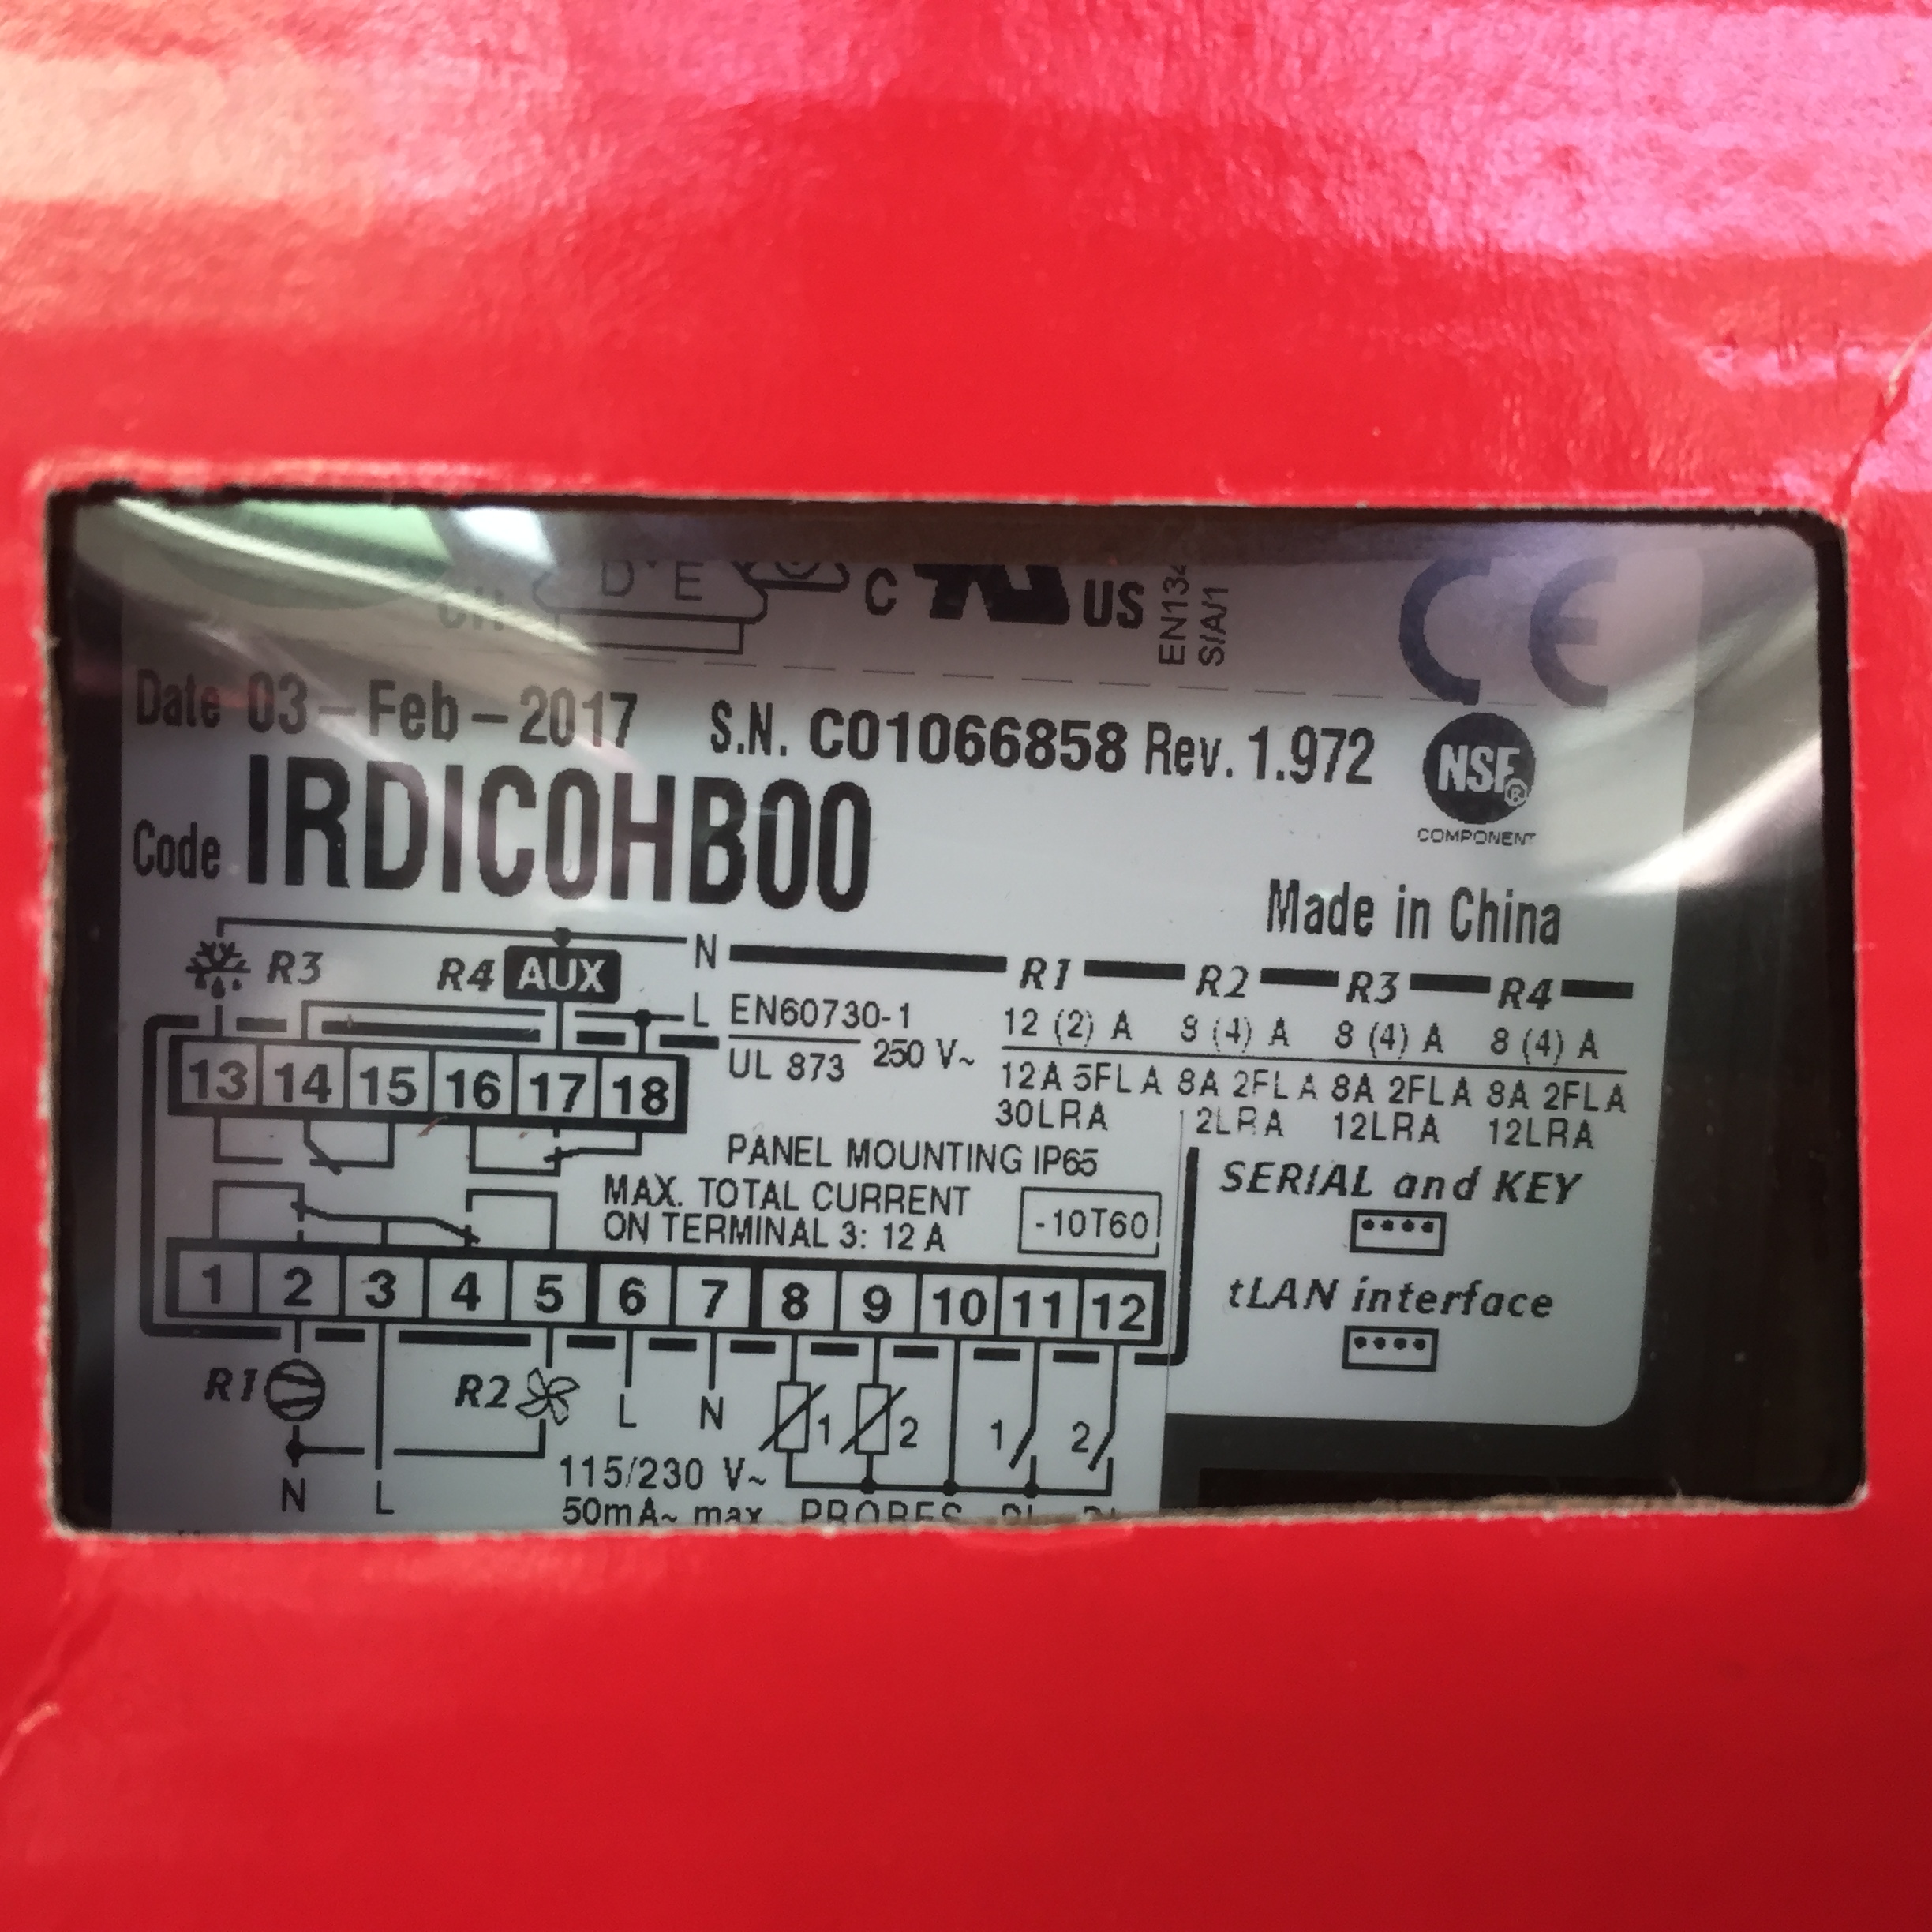 D E
C US
EN134
S/A/1
CE
Date 03-Feb-2017 S.N. C01066858 Rev. 1.972
NSF®
COMPONENT
Code IRDIC0HB00
Made in China
R3 R4 AUX N R1 R2 R3 R4
L EN60730-1 12 (2) A 8 (4) A 8 (4) A 8 (4) A
UL 873 250 V~ 12A 5FLA 8A 2FLA 8A 2FLA 8A 2FLA
30LRA 12LRA 12LRA 12LRA
13 14 15 16 17 18
PANEL MOUNTING IP65
MAX. TOTAL CURRENT
ON TERMINAL 3: 12 A
-10T60
SERIAL and KEY
tLAN interface
1 2 3 4 5 6 7 8 9 10 11 12
R1 R2 L N 1 2 1 2
N L
115/230 V~
50mA~ max PROBES DI DI